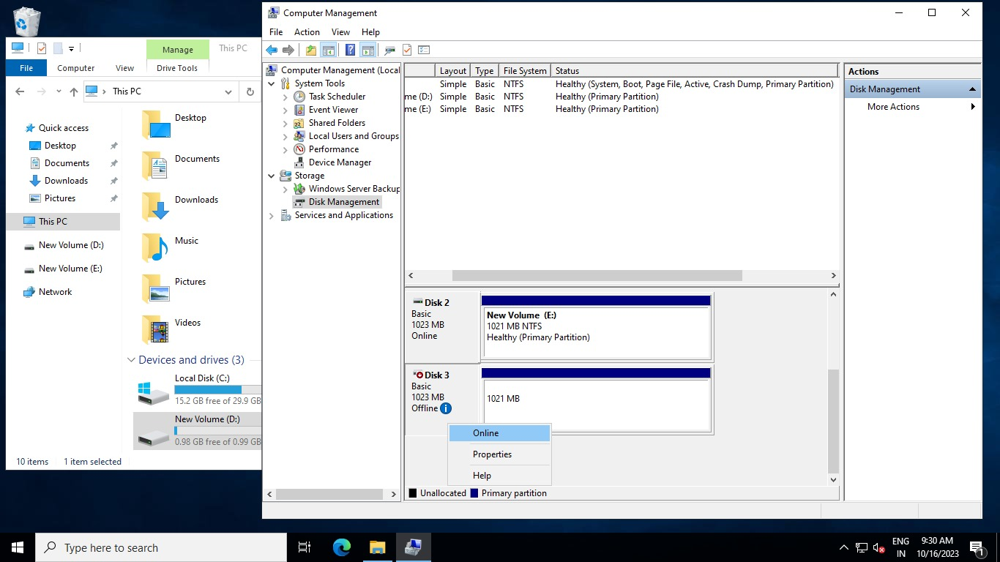 Computer Management
File Action View Help
Manage
This PC
File Computer View Drive Tools
This PC
Quick access
Desktop
Documents
Downloads
Pictures
This PC
New Volume (D:)
New Volume (E:)
Network
Desktop
Documents
Downloads
Music
Pictures
Videos
Devices and drives (3)
Local Disk (C:)
15.2 GB free of 29.9 GB
New Volume (D:)
0.98 GB free of 0.99 GB
10 items 1 item selected
Computer Management (Local
System Tools
Task Scheduler
Event Viewer
Shared Folders
Local Users and Groups
Performance
Device Manager
Storage
Windows Server Backup
Disk Management
Services and Applications
Layout Type File System Status
Simple Basic NTFS Healthy (System, Boot, Page File, Active, Crash Dump, Primary Partition)
me (D:) Simple Basic NTFS Healthy (Primary Partition)
me (E:) Simple Basic NTFS Healthy (Primary Partition)
Disk 2
Basic
1023 MB
Online
New Volume (E:)
1021 MB NTFS
Healthy (Primary Partition)
Disk 3
Basic
1023 MB
Offline
1021 MB
Online
Properties
Help
Unallocated Primary partition
Actions
Disk Management
More Actions
Type here to search
ENG
IN
9:30 AM
10/16/2023
1